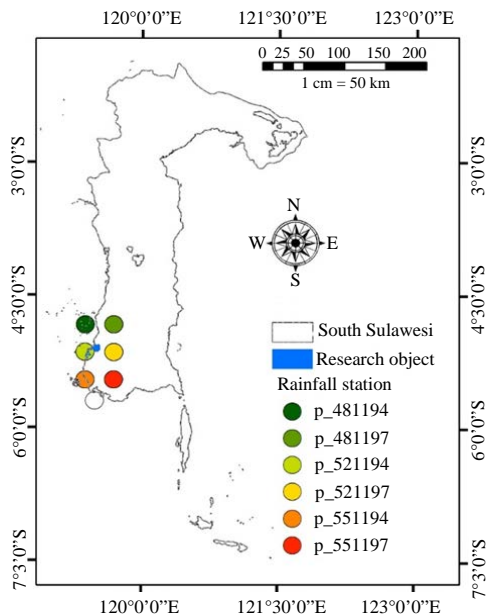 120°0'0"E 121°5'0"E 123°0'0"E
0 25 50 100 150 200
1 cm = 50 km
3°0'0"S 3°0'0"S
N
W E
S
4°30'0"S 4°30'0"S
South Sulawesi
Research object
Rainfall station
p_481194
p_481197
p_521194
p_521197
p_551194
p_551197
6°0'0"S 6°0'0"S
7°3'0"S 7°3'0"S
120°0'0"E 121°5'0"E 123°0'0"E